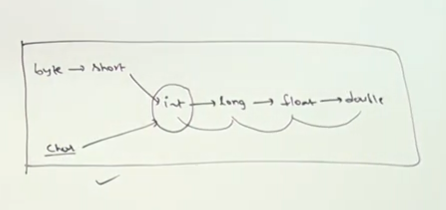 byte → short
int → long → float → double
char